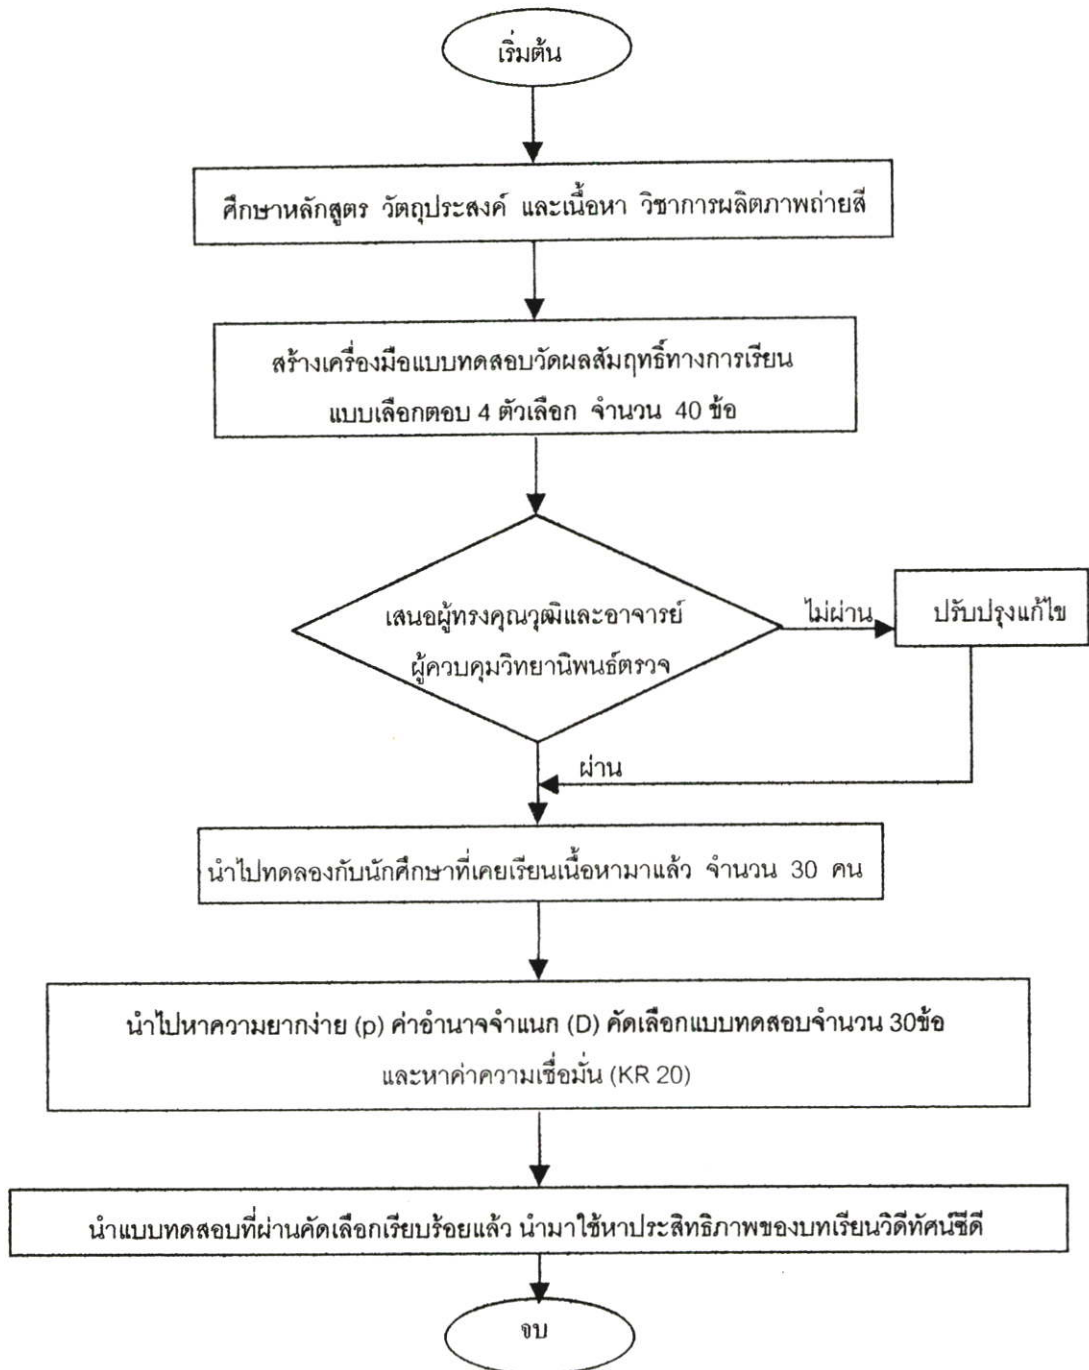 เริ่มต้น
ศึกษาหลักสูตร วัตถุประสงค์ และเนื้อหา วิชาการผลิตภาพถ่ายสี
สร้างเครื่องมือแบบทดสอบวัดผลสัมฤทธิ์ทางการเรียน
แบบเลือกตอบ 4 ตัวเลือก จำนวน 40 ข้อ
เสนอผู้ทรงคุณวุฒิและอาจารย์
ผู้ควบคุมวิทยานิพนธ์ตรวจ
ไม่ผ่าน
ปรับปรุงแก้ไข
ผ่าน
นำไปทดลองกับนักศึกษาที่เคยเรียนเนื้อหามาแล้ว จำนวน 30 คน
นำไปหาความยากง่าย (p) ค่าอำนาจจำแนก (D) คัดเลือกแบบทดสอบจำนวน 30ข้อ
และหาค่าความเชื่อมั่น (KR 20)
นำแบบทดสอบที่ผ่านคัดเลือกเรียบร้อยแล้ว นำมาใช้หาประสิทธิภาพของบทเรียนวิดีทัศน์ซีดี
จบ